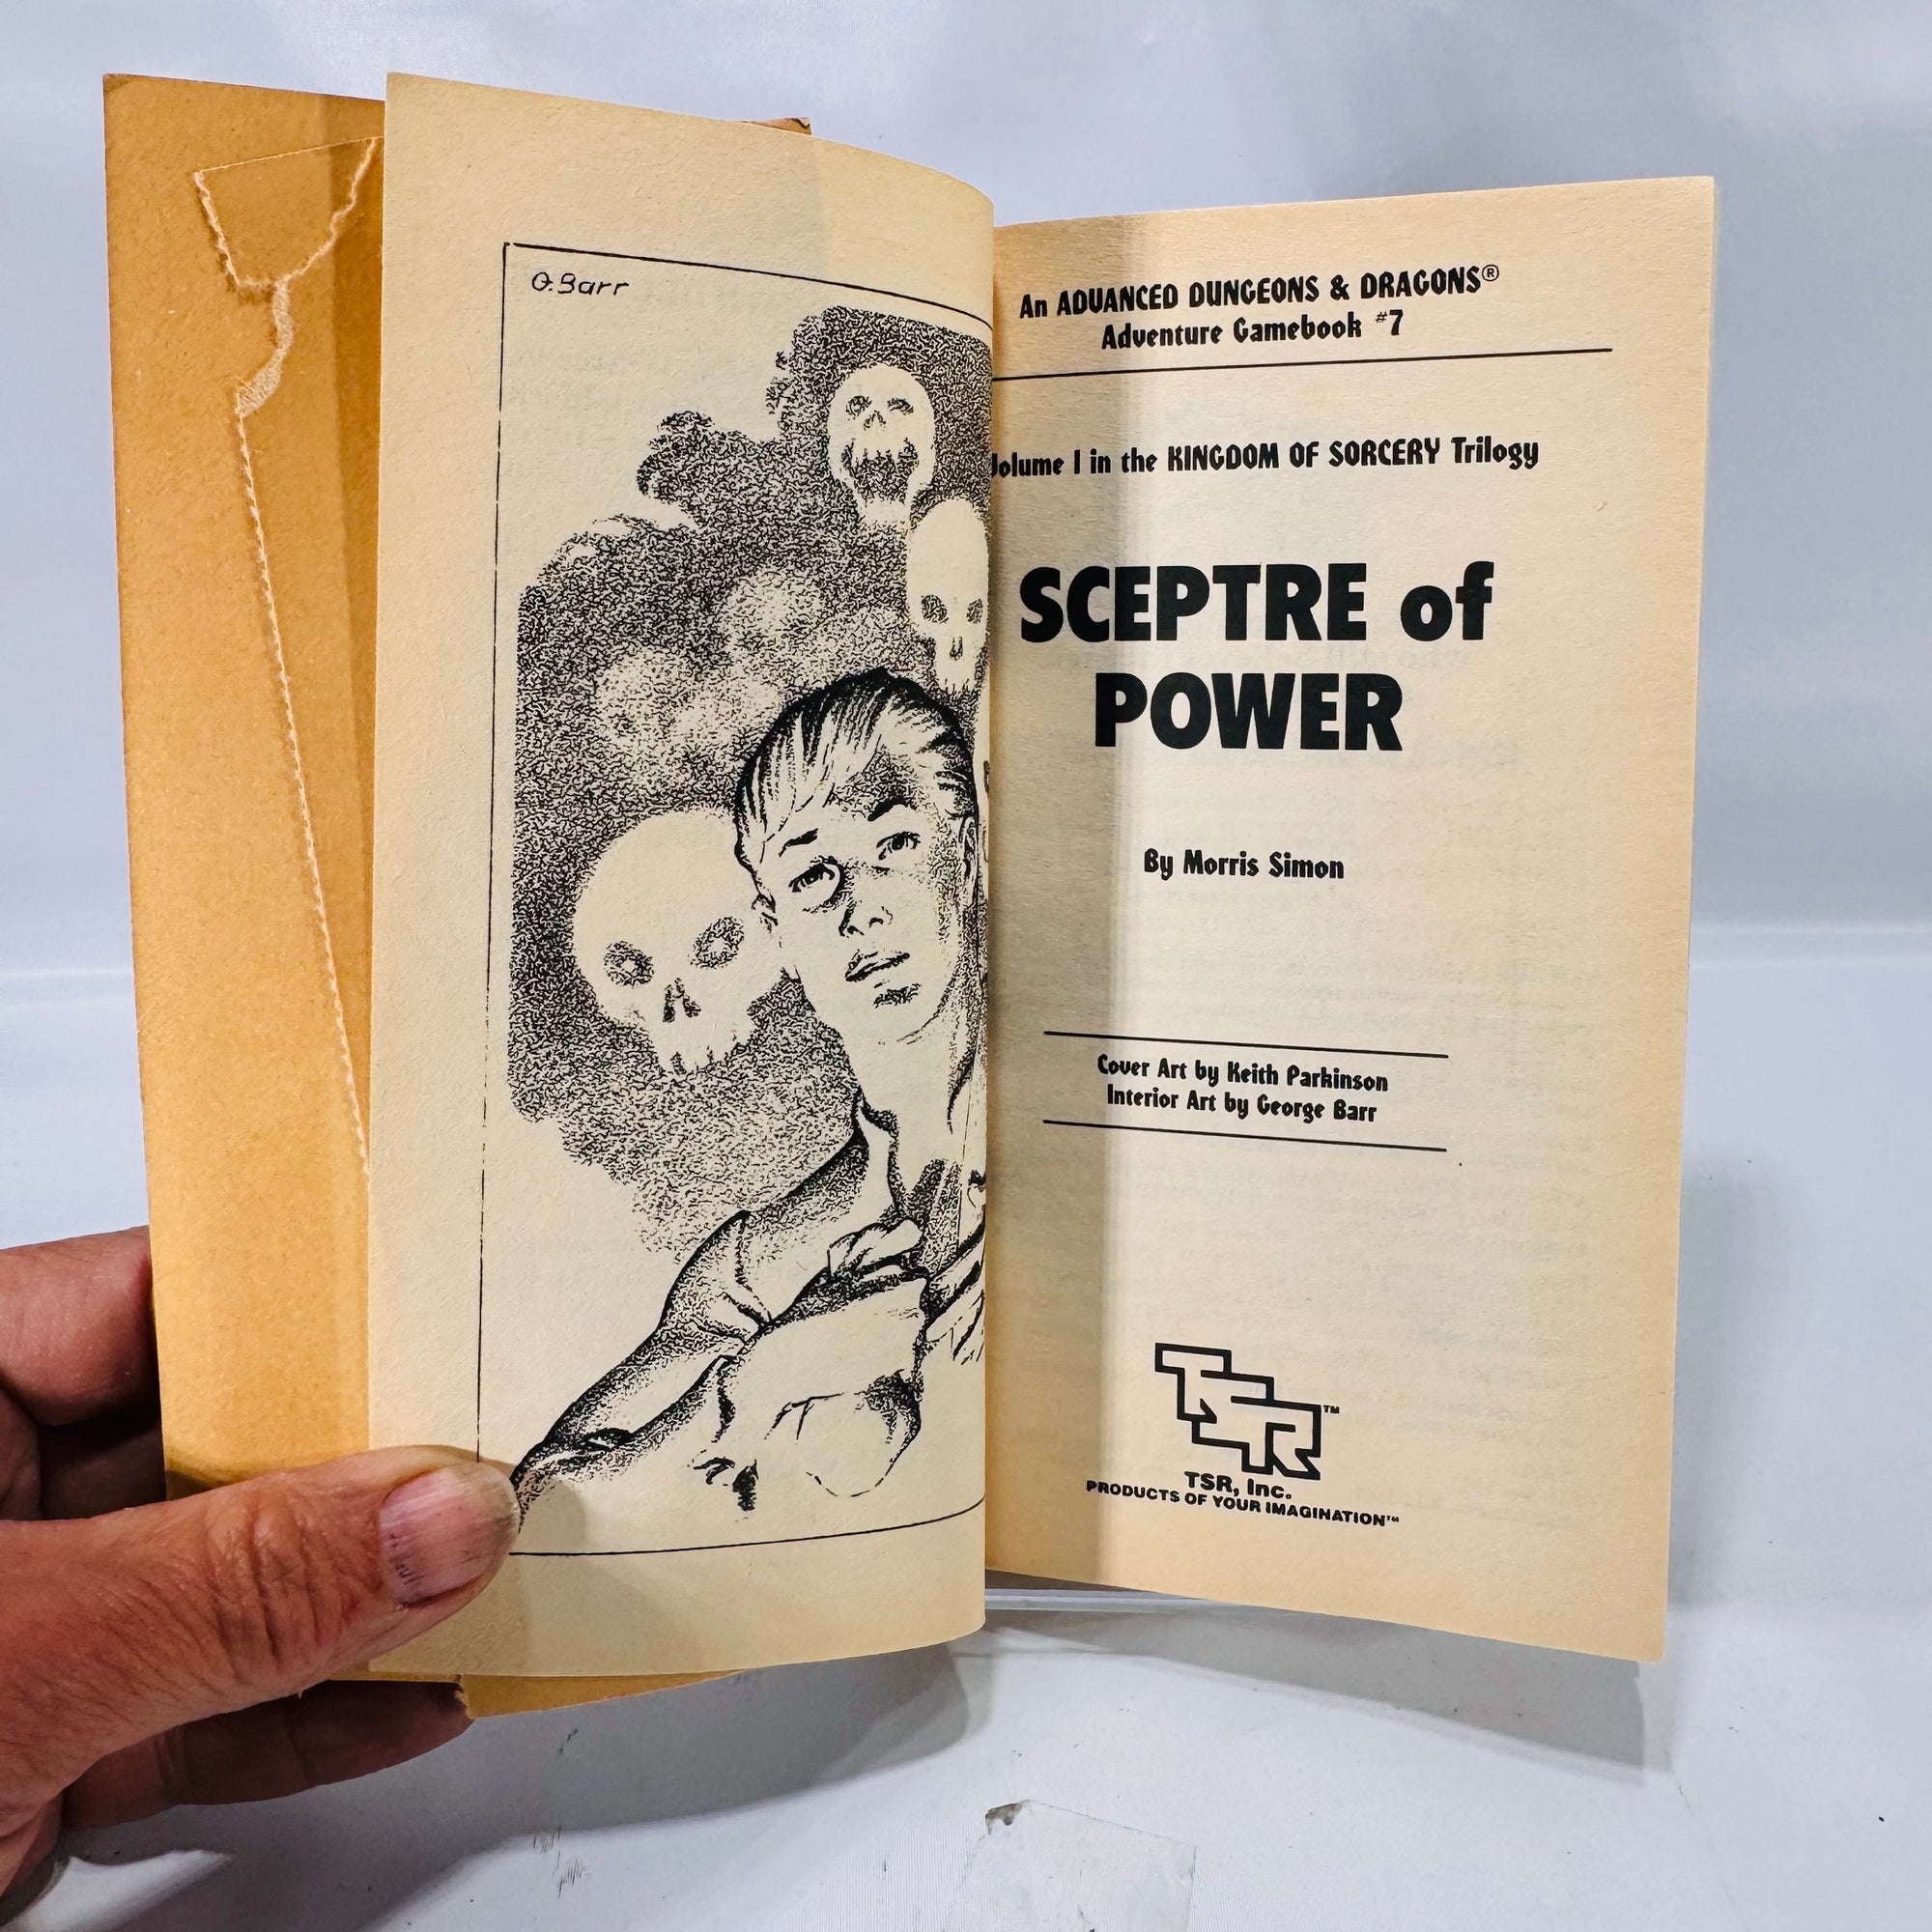 G.Barr
An ADVANCED DUNGEONS & DRAGONS®
Adventure Gamebook #7
Volume I in the KINGDOM OF SORCERY Trilogy
SCEPTRE of
POWER
By Morris Simon
Cover Art by Keith Parkinson
Interior Art by George Barr
TSR™
TSR, Inc.
PRODUCTS OF YOUR IMAGINATION™